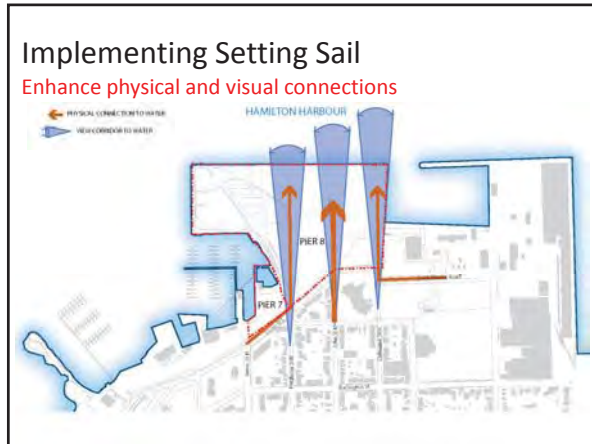 Implementing Setting Sail
Enhance physical and visual connections
PHYSICAL CONNECTION TO WATER
HAMILTON HARBOUR
VIEW CORRIDOR TO WATER
PIER 8
PIER 7